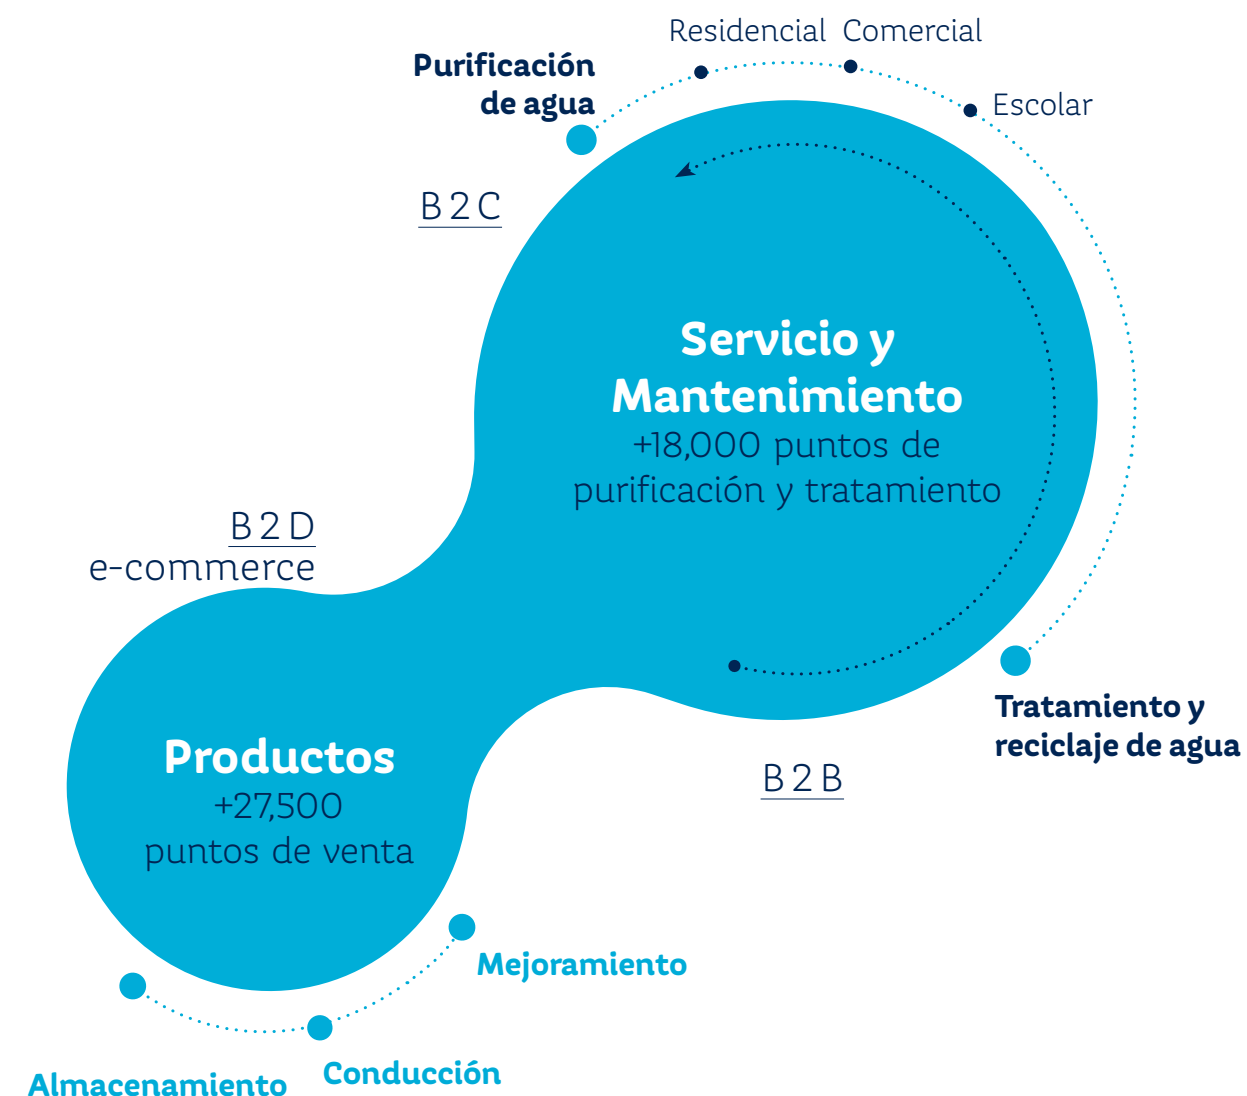 Residencial
Comercial
Purificación
de agua
Escolar
B2C
Servicio y
Mantenimiento
+18,000 puntos de
purificación y tratamiento
B2D
e-commerce
Tratamiento y
reciclaje de agua
Productos
+27,500
puntos de venta
B2B
Mejoramiento
Conducción
Almacenamiento